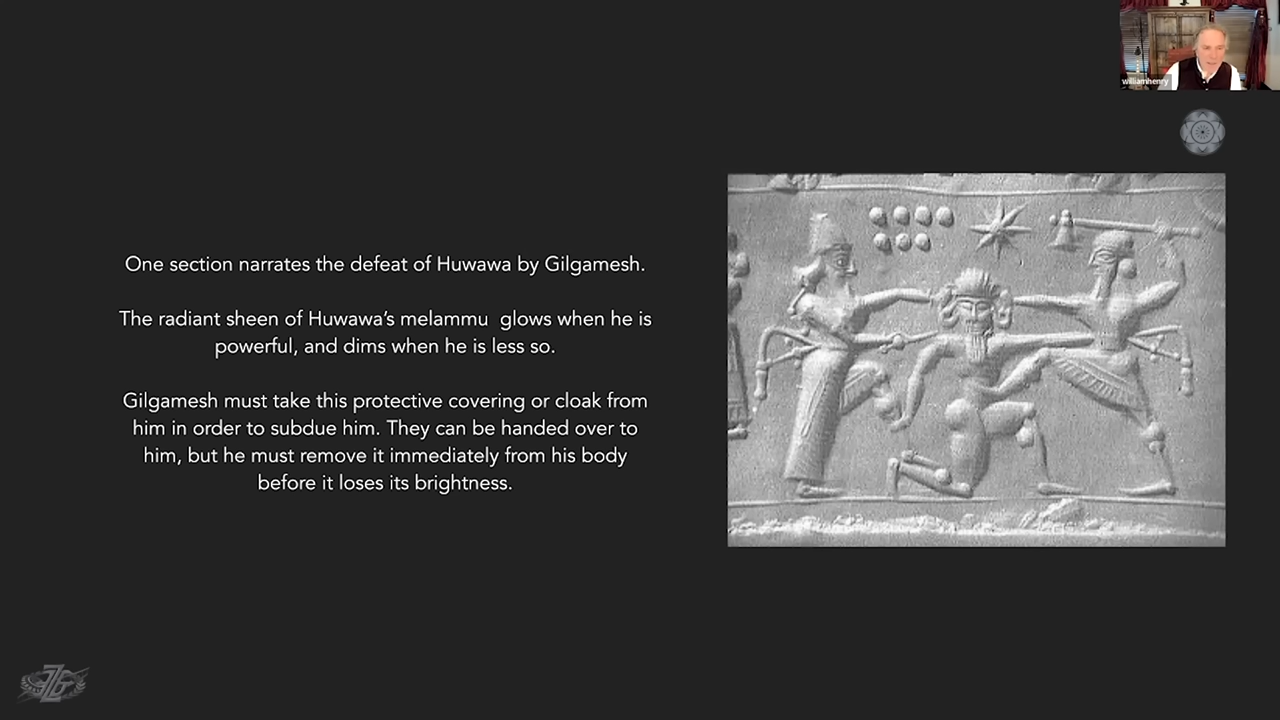 williamhenry
One section narrates the defeat of Huwawa by Gilgamesh.
The radiant sheen of Huwawa's melammu glows when he is
powerful, and dims when he is less so.
Gilgamesh must take this protective covering or cloak from
him in order to subdue him. They can be handed over to
him, but he must remove it immediately from his body
before it loses its brightness.